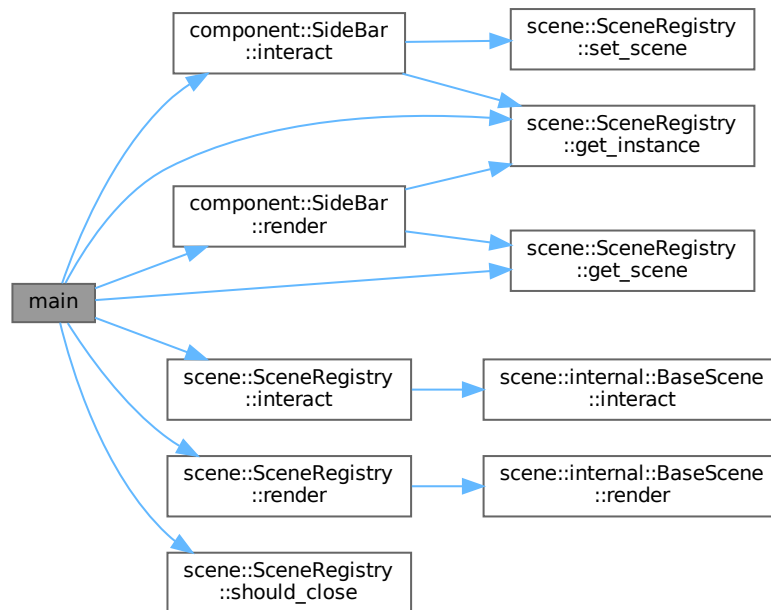 component::SideBar
::interact
scene::SceneRegistry
::set_scene
scene::SceneRegistry
::get_instance
component::SideBar
::render
scene::SceneRegistry
::get_scene
main
scene::SceneRegistry
::interact
scene::internal::BaseScene
::interact
scene::SceneRegistry
::render
scene::internal::BaseScene
::render
scene::SceneRegistry
::should_close